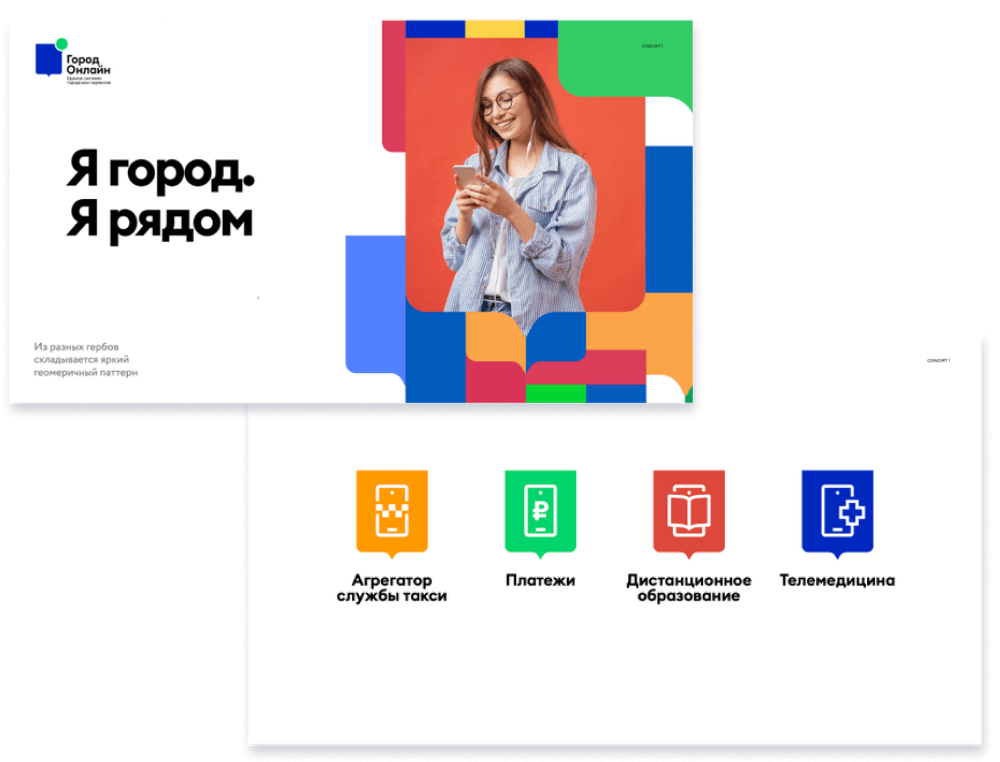 Город
Онлайн
Единая система
городских сервисов
CONCEPT 1
Я город.
Я рядом
Из разных гербов
складывается яркий
геомеричный паттерн
CONCEPT 1
Агрегатор
службы такси
Платежи
Дистанционное
образование
Телемедицина